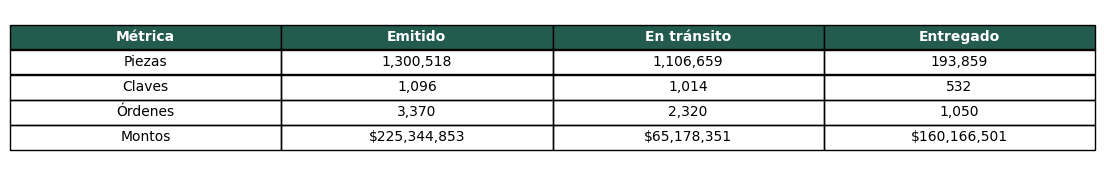 Métrica Emitido En tránsito Entregado
Piezas 1,300,518 1,106,659 193,859
Claves 1,096 1,014 532
Órdenes 3,370 2,320 1,050
Montos $225,344,853 $65,178,351 $160,166,501